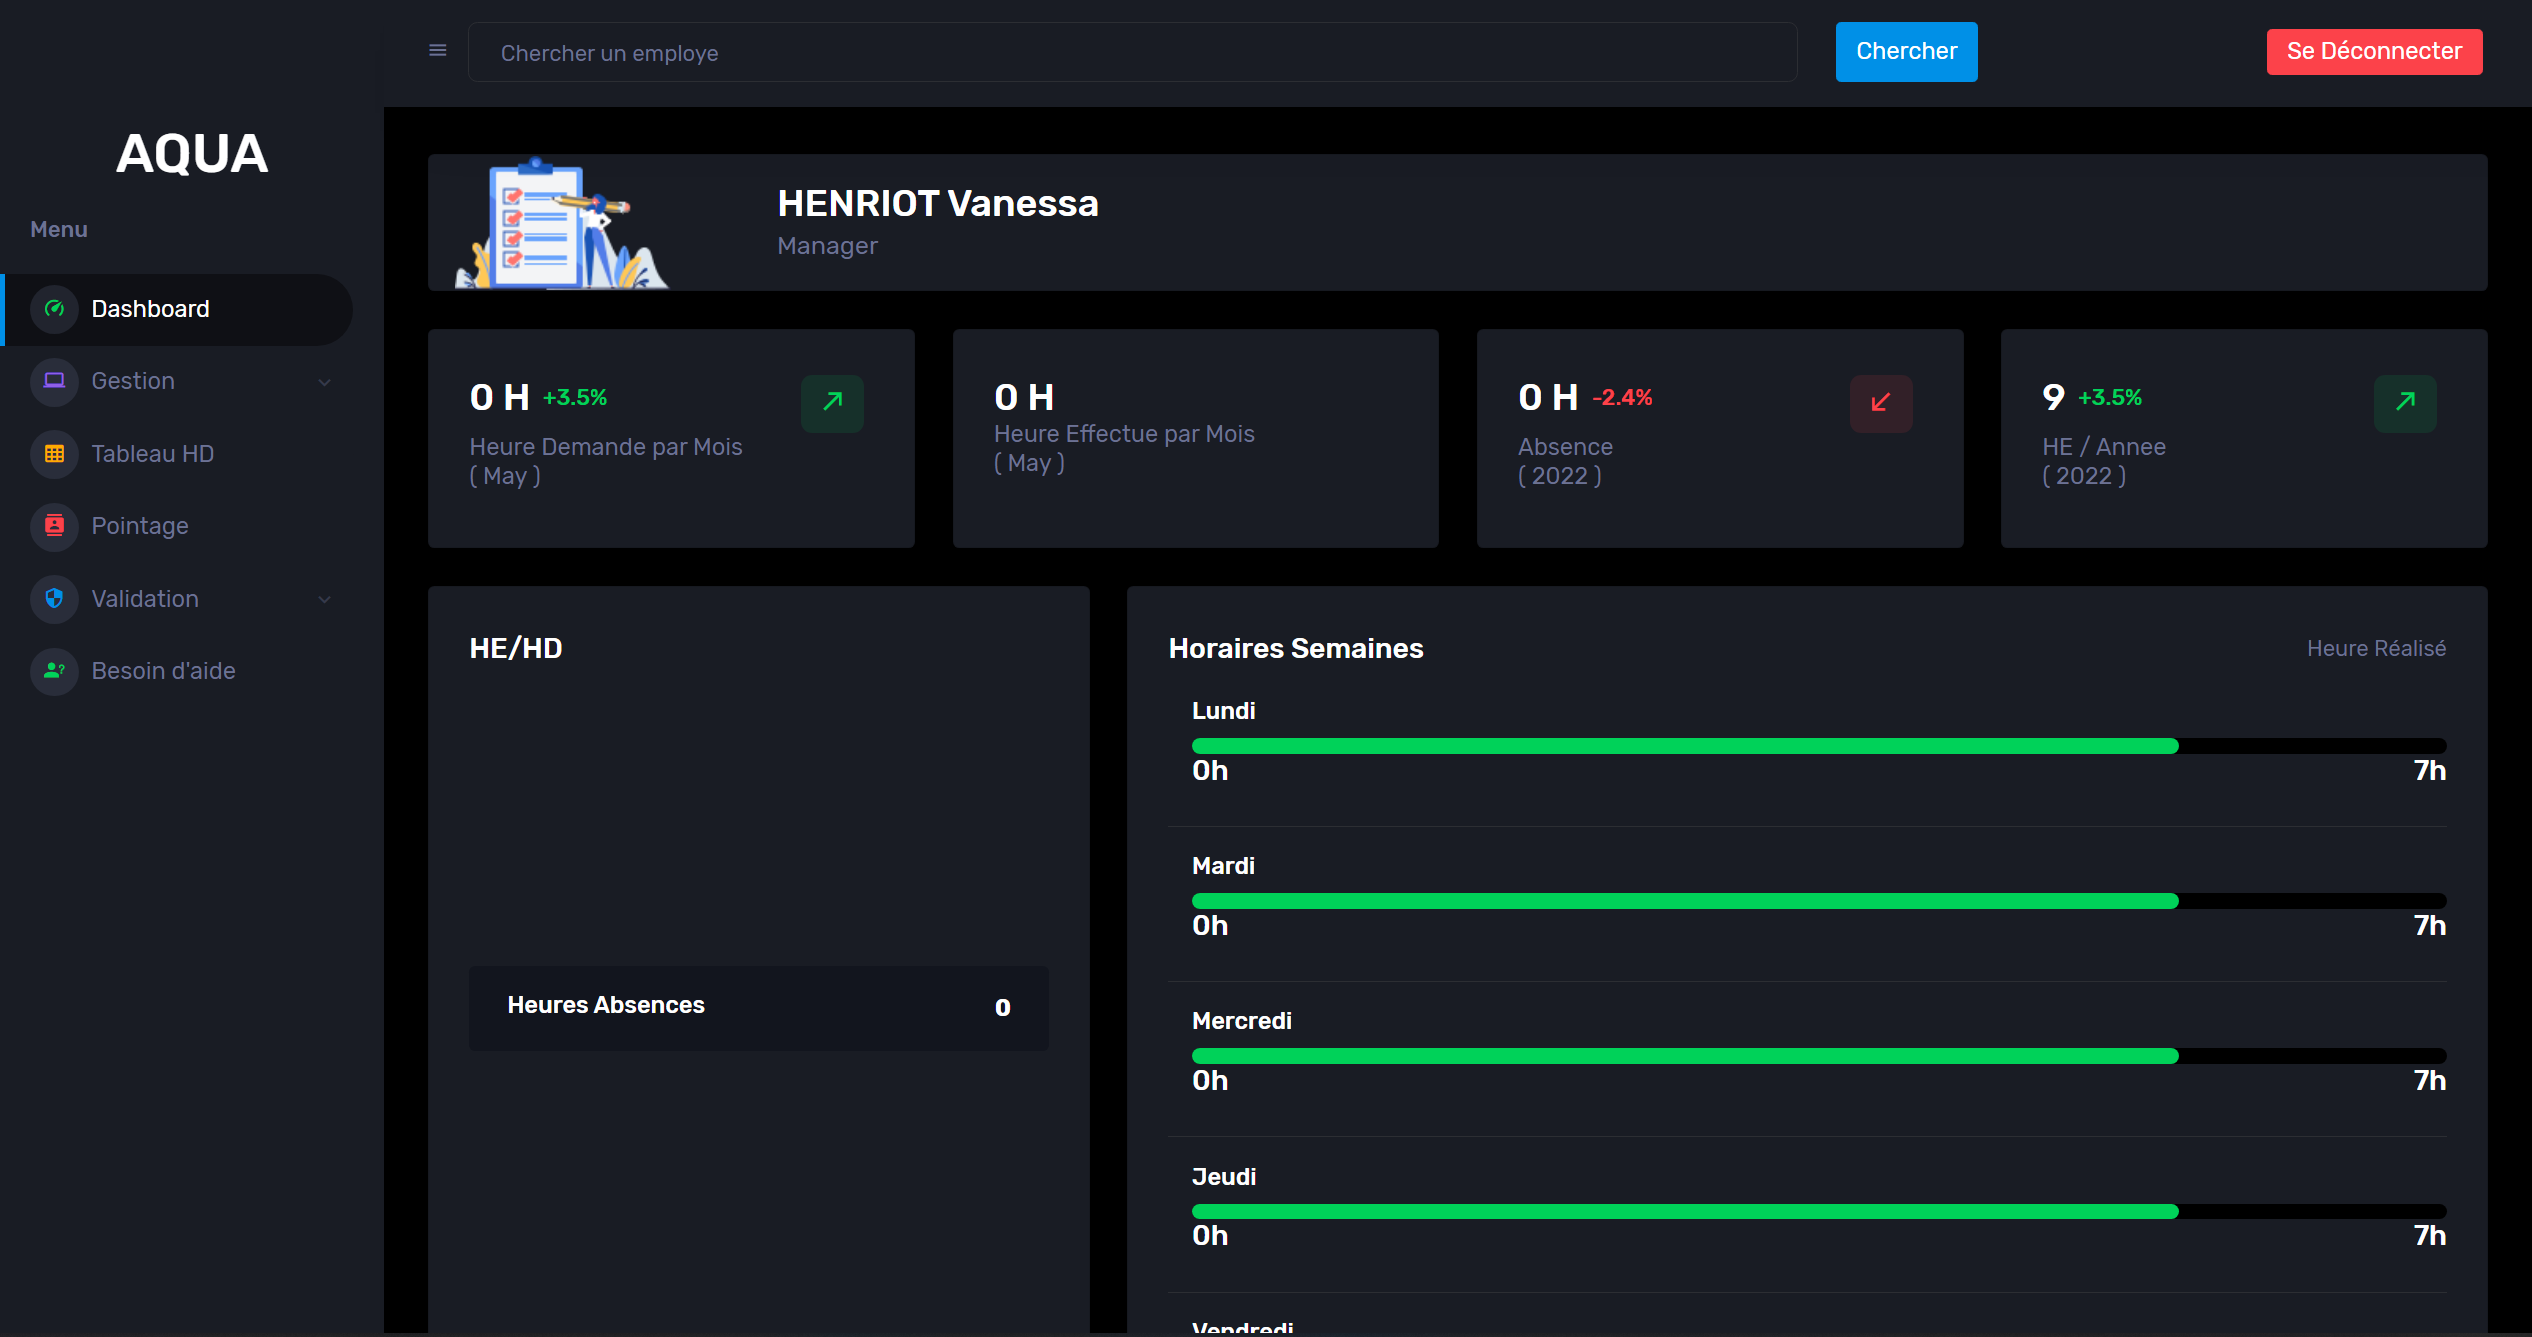 Chercher un employe
Chercher
Se Déconnecter
AQUA
Menu
Dashboard
Gestion
Tableau HD
Pointage
Validation
Besoin d'aide
HENRIOT Vanessa
Manager
0 H +3.5%
Heure Demande par Mois
( May )
0 H
Heure Effectue par Mois
( May )
0 H -2.4%
Absence
( 2022 )
9 +3.5%
HE / Annee
( 2022 )
HE/HD
Heures Absences 0
Horaires Semaines Heure Réalisé
Lundi
0h 7h
Mardi
0h 7h
Mercredi
0h 7h
Jeudi
0h 7h
Vendredi